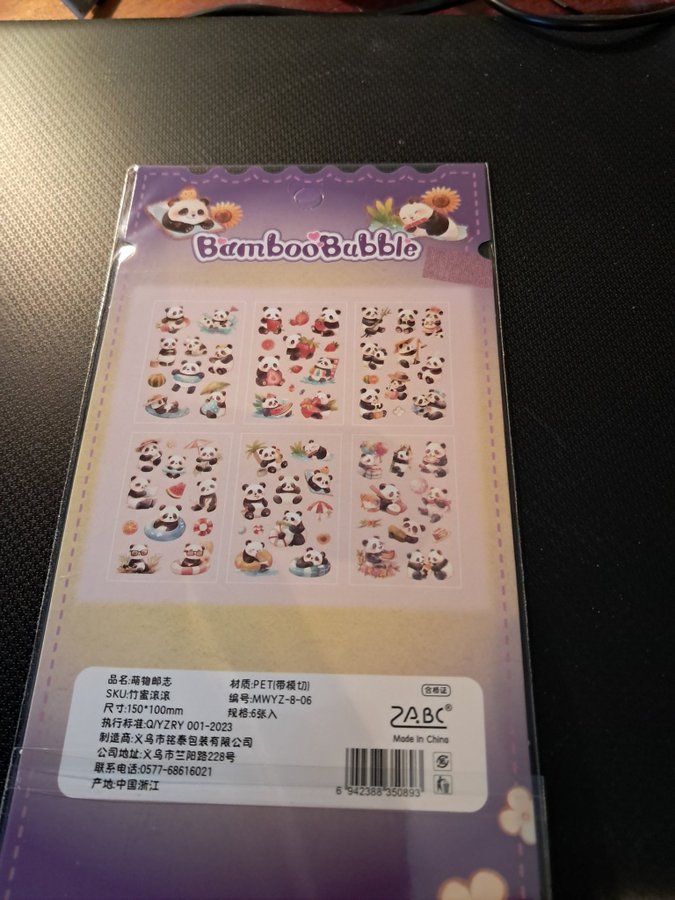 BambooBubble
品名:萌物邮志
SKU:竹蜜滚滚
尺寸:150*100mm
执行标准:Q/YZRY 001-2023
制造商:义乌市铭泰包装有限公司
公司地址:义乌市兰阳路228号
联系电话:0577-68616021
产地:中国浙江
材质:PET(带模切)
编号:MWYZ-8-06
规格:6张入
合格证
ZABC®
Made In China
6 942388 350893